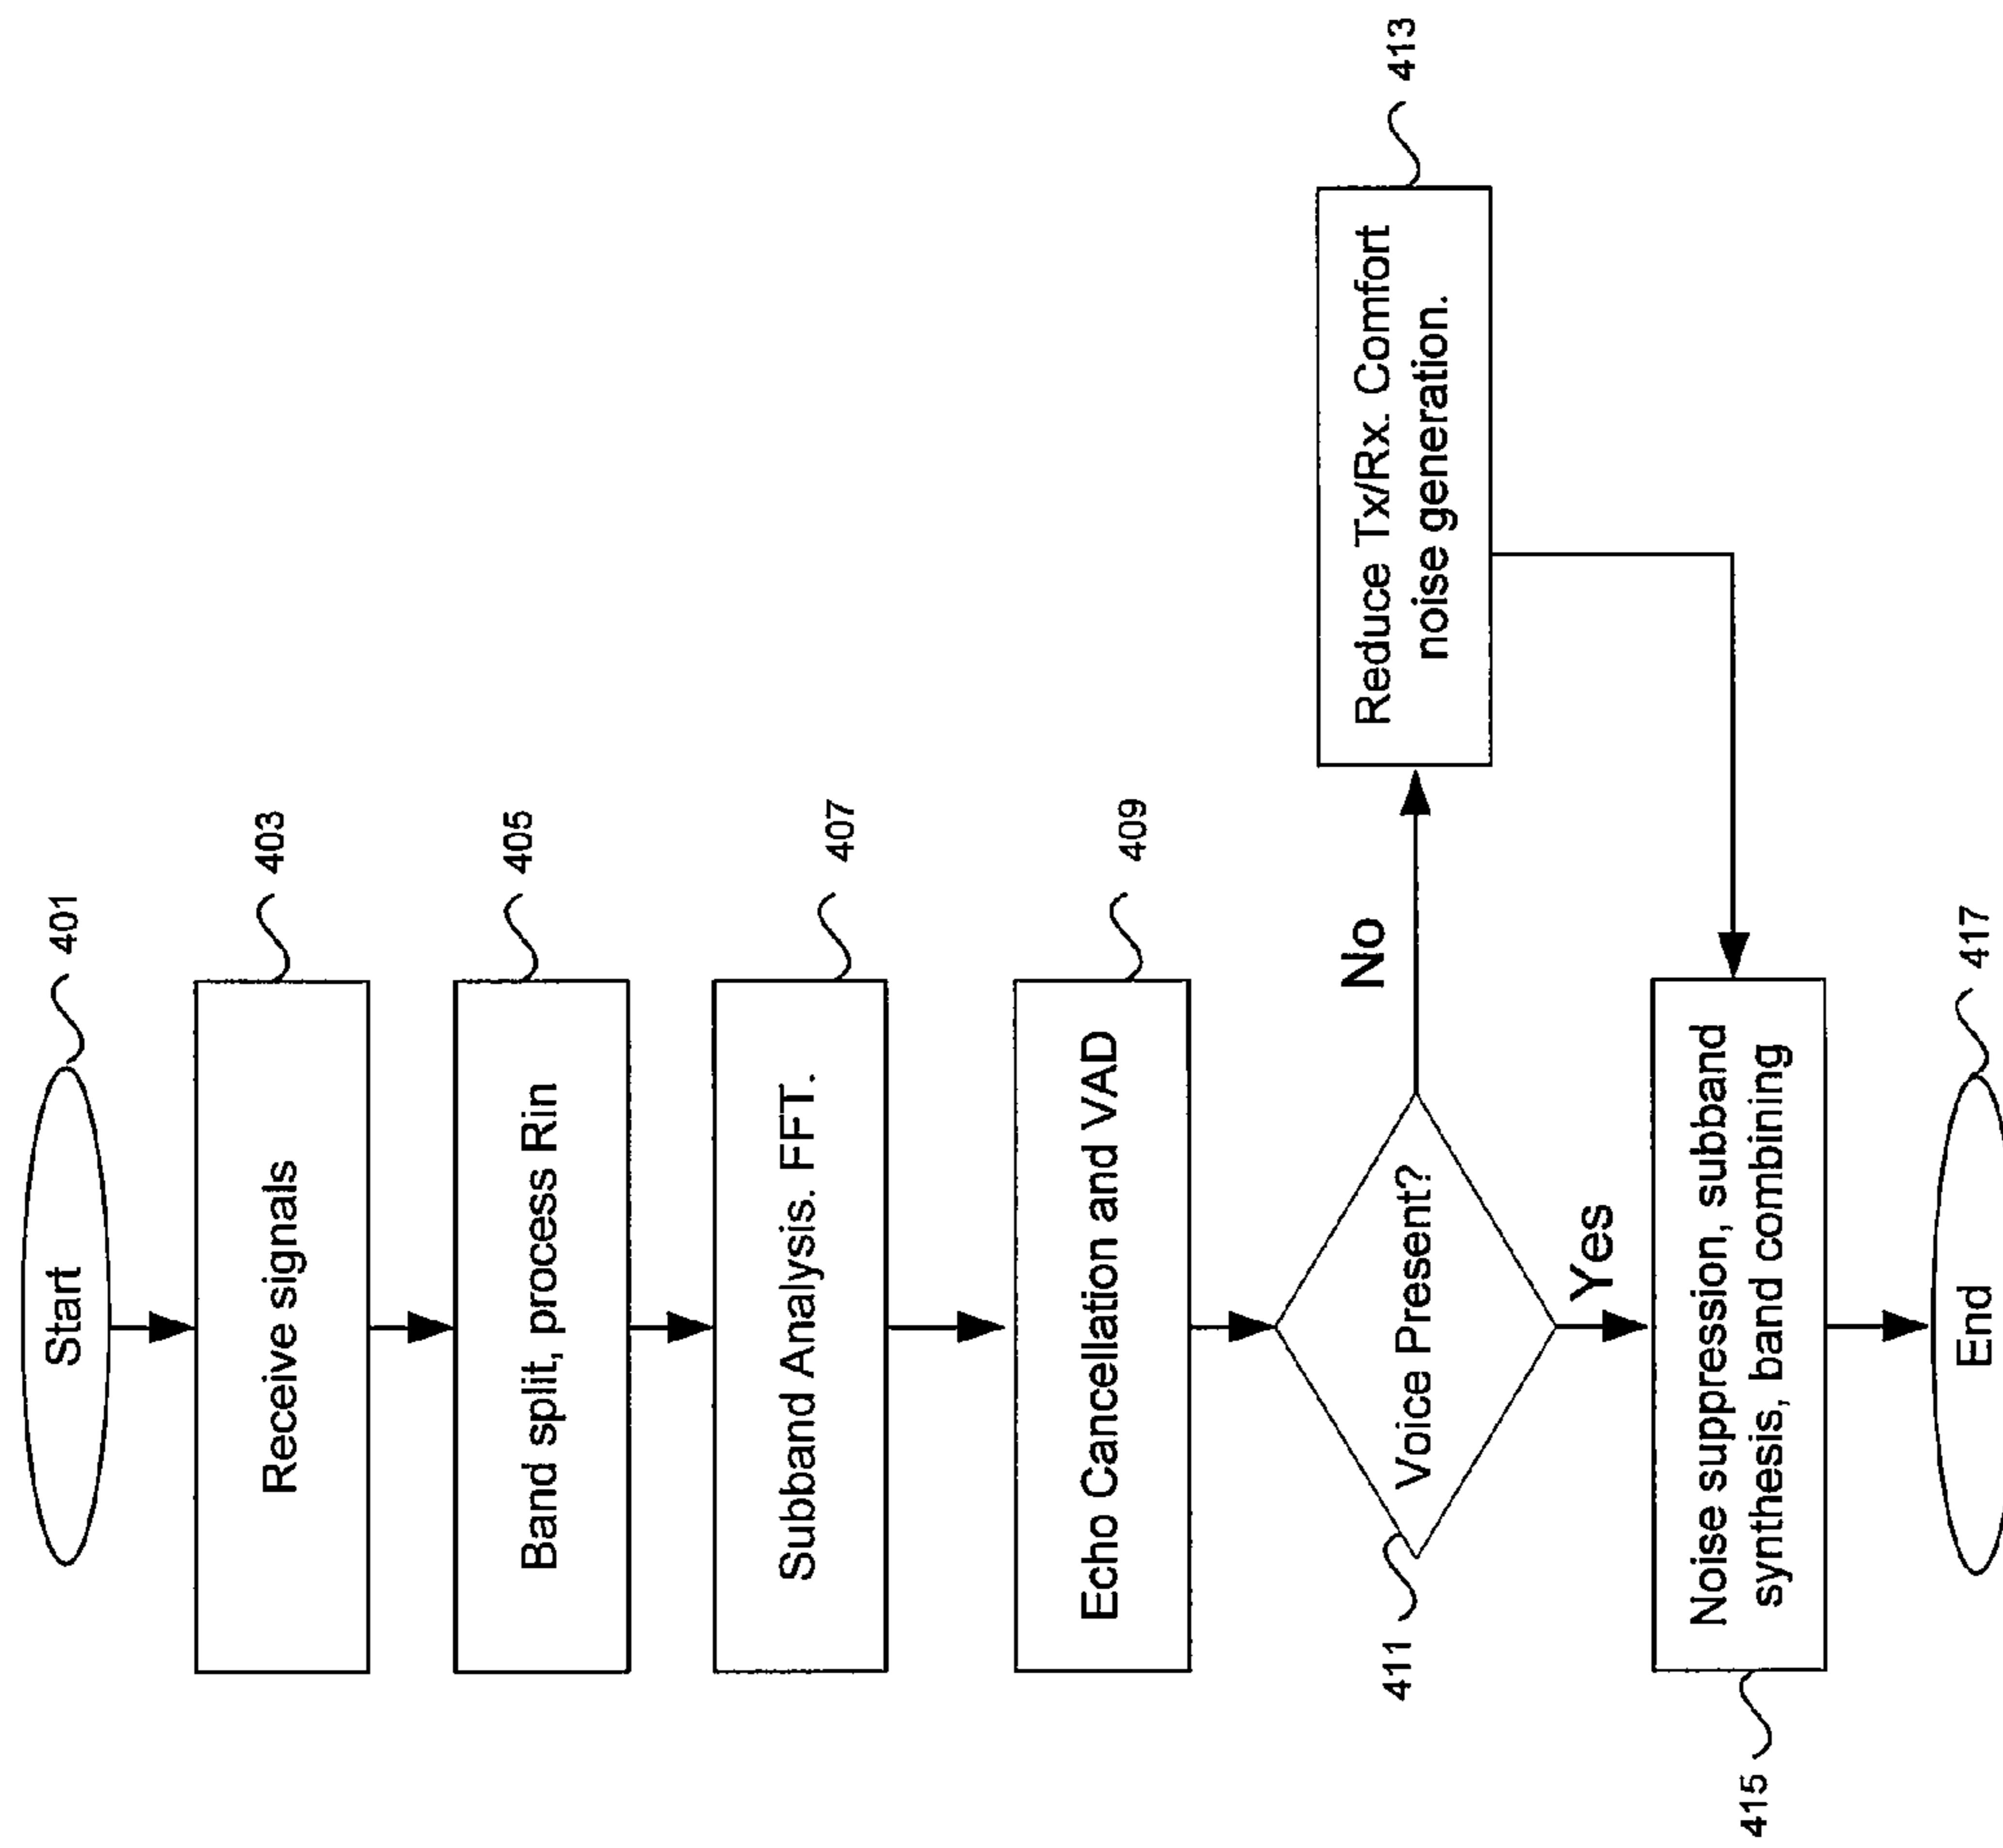 Start
401
Receive signals
403
Band split, process Rin
405
Subband Analysis. FFT.
407
Echo Cancellation and VAD
409
Voice Present?
411
No
Reduce Tx/Rx. Comfort
noise generation.
413
Yes
Noise suppression, subband
synthesis, band combining
415
End
417